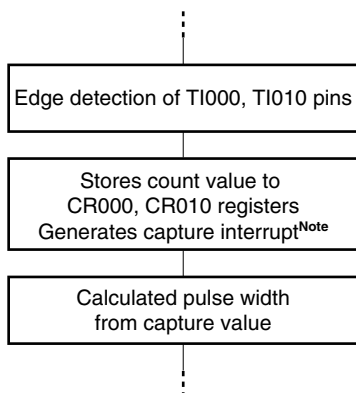 Edge detection of TI000, TI010 pins
Stores count value to
CR000, CR010 registers
Generates capture interruptNote
Calculated pulse width
from capture value